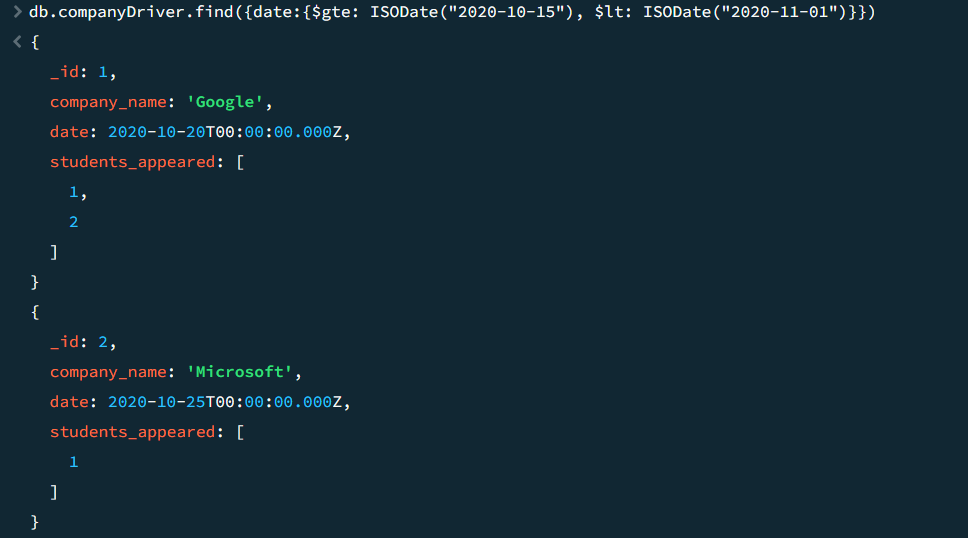 > db.companyDriver.find({date:{$gte: ISODate("2020-10-15"), $lt: ISODate("2020-11-01")}})
< {
_id: 1,
company_name: 'Google',
date: 2020-10-20T00:00:00.000Z,
students_appeared: [
1,
2
]
}
{
_id: 2,
company_name: 'Microsoft',
date: 2020-10-25T00:00:00.000Z,
students_appeared: [
1
]
}